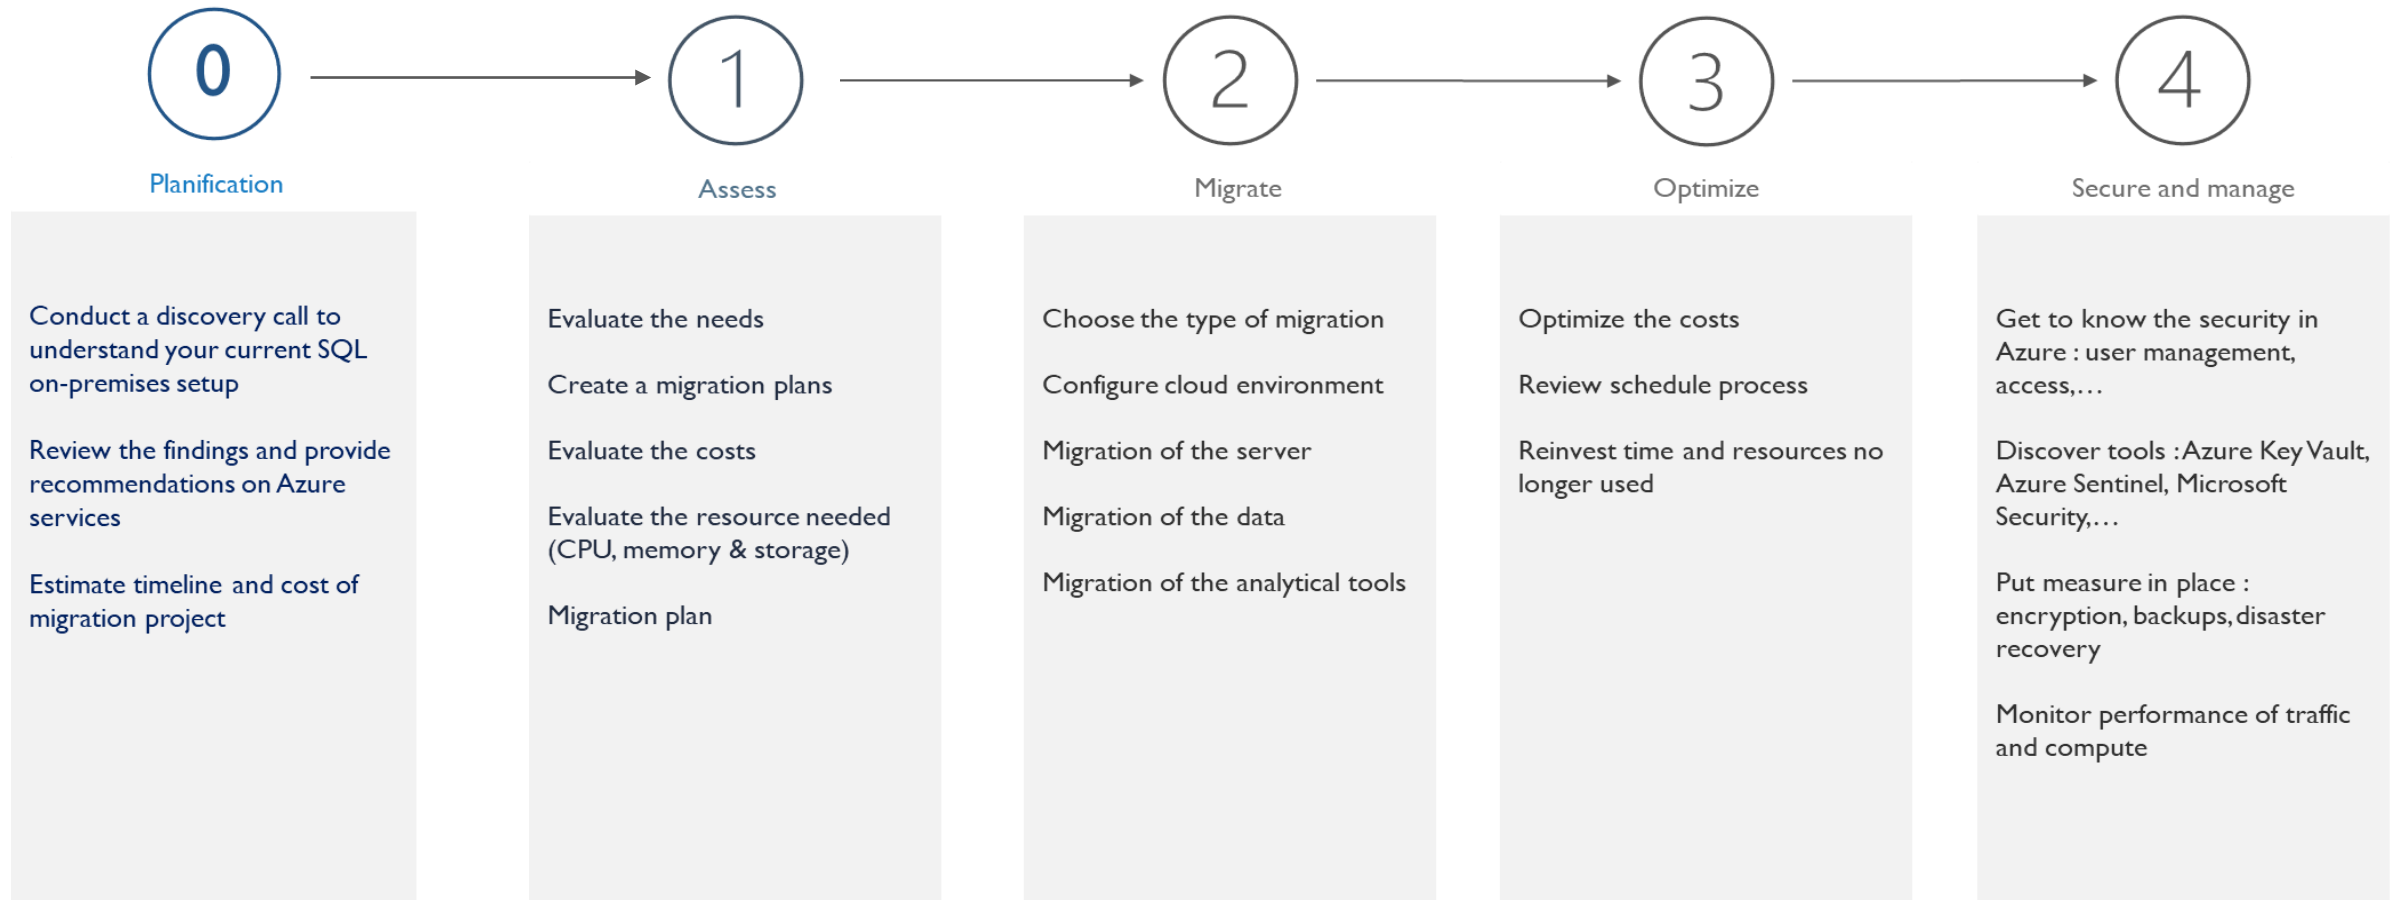 0
1
2
3
4
Planification
Assess
Migrate
Optimize
Secure and manage
Conduct a discovery call to
understand your current SQL
on-premises setup
Review the findings and provide
recommendations on Azure
services
Estimate timeline and cost of
migration project
Evaluate the needs
Create a migration plans
Evaluate the costs
Evaluate the resource needed
(CPU, memory & storage)
Migration plan
Choose the type of migration
Configure cloud environment
Migration of the server
Migration of the data
Migration of the analytical tools
Optimize the costs
Review schedule process
Reinvest time and resources no
longer used
Get to know the security in
Azure : user management,
access,…
Discover tools : Azure Key Vault,
Azure Sentinel, Microsoft
Security,…
Put measure in place :
encryption, backups, disaster
recovery
Monitor performance of traffic
and compute